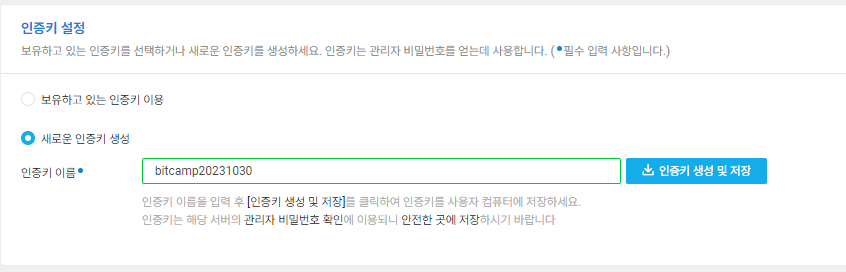 인증키 설정
보유하고 있는 인증키를 선택하거나 새로운 인증키를 생성하세요. 인증키는 관리자 비밀번호를 얻는데 사용합니다. ( •필수 입력 사항입니다.)
보유하고 있는 인증키 이용
새로운 인증키 생성
인증키 이름• bitcamp20231030 인증키 생성 및 저장
인증키 이름을 입력 후 [인증키 생성 및 저장]를 클릭하여 인증키를 사용자 컴퓨터에 저장하세요.
인증키는 해당 서버의 관리자 비밀번호 확인에 이용되니 안전한 곳에 저장하시기 바랍니다